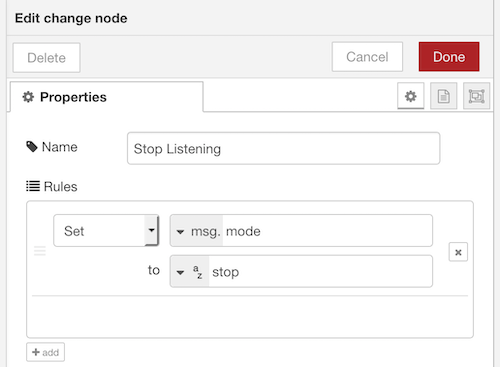 Edit change node
Delete Cancel Done
Properties
Name Stop Listening
Rules
Set msg. mode
to a z stop
add